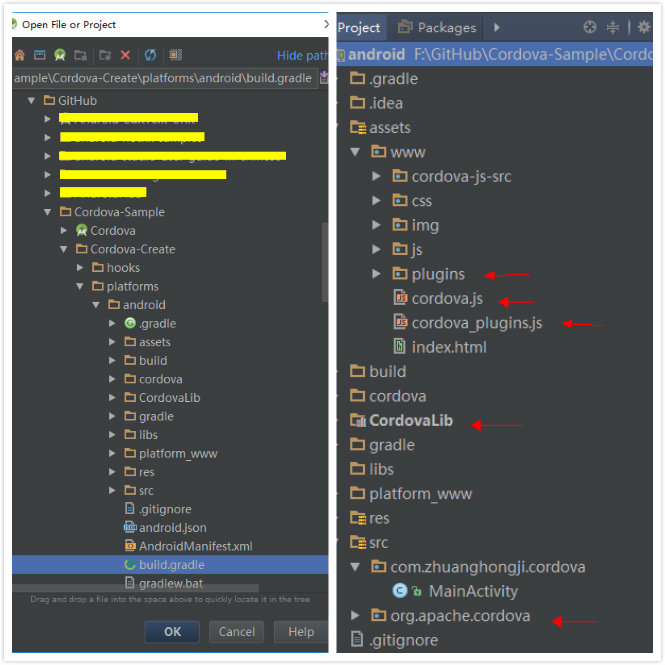 Open File or Project
Hide path
ample\Cordova-Create\platforms\android\build.gradle
GitHub
Cordova-Sample
Cordova
Cordova-Create
hooks
platforms
android
.gradle
assets
build
cordova
CordovaLib
gradle
libs
platform_www
res
src
.gitignore
android.json
AndroidManifest.xml
build.gradle
gradlew.bat
Drag and drop a file into the space above to quickly locate it in the tree
OK
Cancel
Help
Project
Packages
android F:\GitHub\Cordova-Sample\Cordo
.gradle
.idea
assets
www
cordova-js-src
css
img
js
plugins
cordova.js
cordova_plugins.js
index.html
build
cordova
CordovaLib
gradle
libs
platform_www
res
src
com.zhuanghongji.cordova
MainActivity
org.apache.cordova
.gitignore